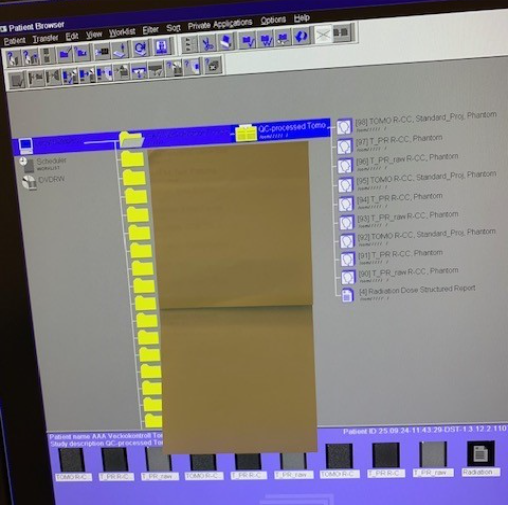 Patient Browser
Patient Transfer Edit View Worklist Filter Sort Private Applications Options Help
QC-processed Tomo
Scheduler
WORKLIST
DVDRW
[98] TOMO R-CC, Standard_Proj, Phantom
[97] T_PR R-CC, Phantom
[96] T_PR_raw R-CC, Phantom
[95] TOMO R-CC, Standard_Proj, Phantom
[94] T_PR R-CC, Phantom
[93] T_PR_raw R-CC, Phantom
[92] TOMO R-CC, Standard_Proj, Phantom
[91] T_PR R-CC, Phantom
[90] T_PR_raw R-CC, Phantom
[4] Radiation Dose Structured Report
Patient name AAA Veckokontroll Tor
Patient ID 25.09.24-11:43:29-DST-1.3.12.2.110
Study description QC-processed Tor
TOMO R-C T_PR R-C T_PR_raw TOMO R-C T_PR R-C T_PR_raw TOMO R-C T_PR R-C T_PR_raw Radiation